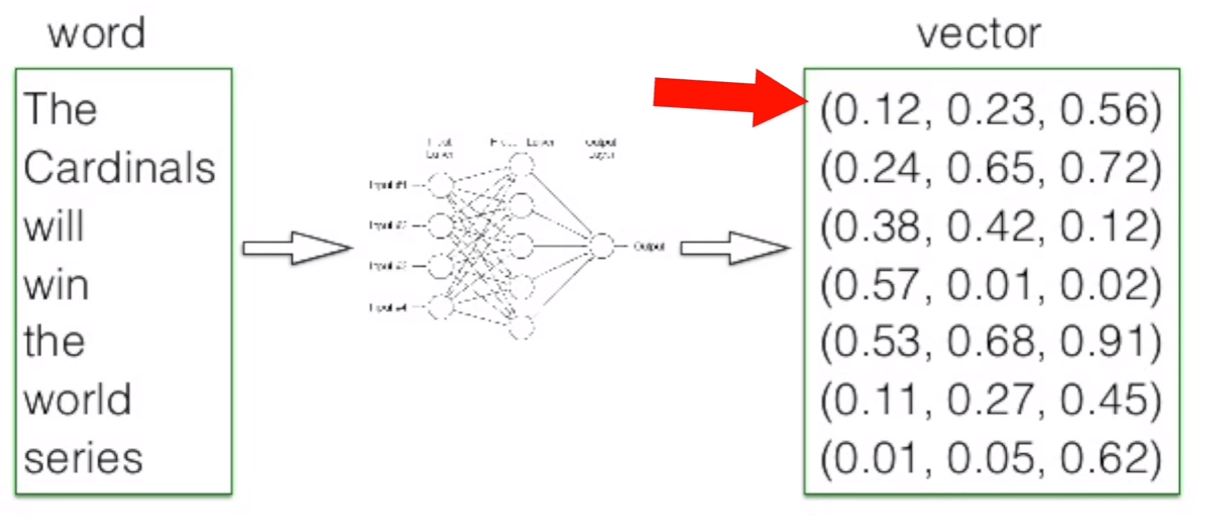 word
The
Cardinals
will
win
the
world
series
Output
vector
(0.12, 0.23, 0.56)
(0.24, 0.65, 0.72)
(0.38, 0.42, 0.12)
(0.57, 0.01, 0.02)
(0.53, 0.68, 0.91)
(0.11, 0.27, 0.45)
(0.01, 0.05, 0.62)